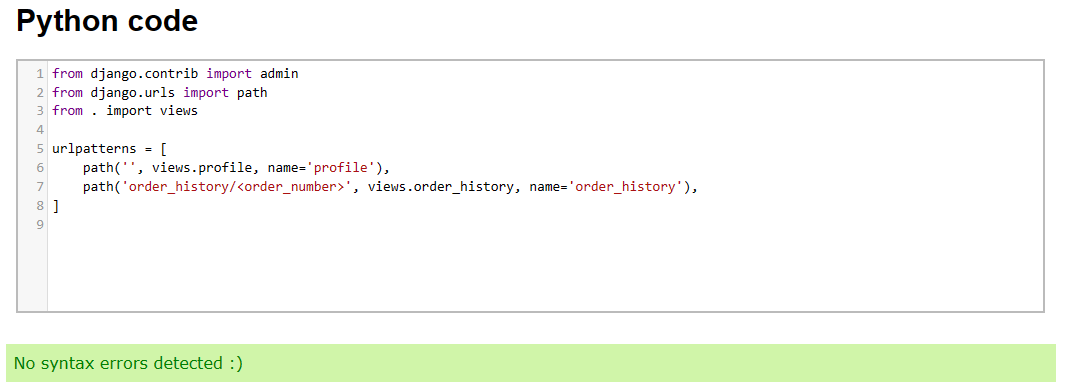 Python code
1 from django.contrib import admin
2 from django.urls import path
3 from . import views
4
5 urlpatterns = [
6     path('', views.profile, name='profile'),
7     path('order_history/<order_number>', views.order_history, name='order_history'),
8 ]
9
No syntax errors detected :)